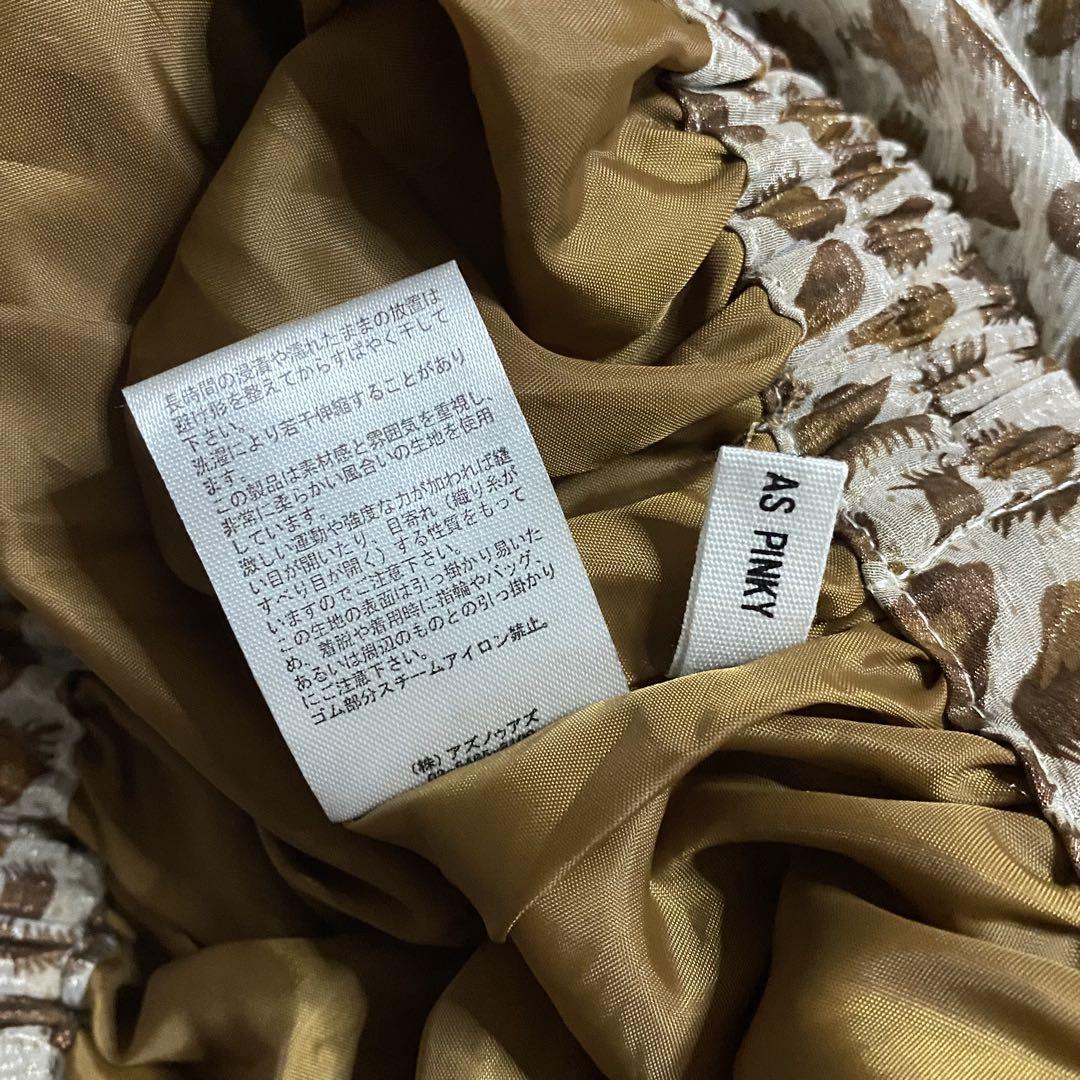 長時間の浸漬や濡れたままの放置は
避け形を整えてからすばやく干して
下さい。
洗濯により若干伸縮することがあり
ます。
この製品は素材感と雰囲気を重視し、
非常に柔らかい風合いの生地を使用
しています。
激しい運動や強度な力が加われば縫
い目が開いたり、目寄れ（織り糸が
すべり目が開く）する性質をもって
いますのでご注意下さい。
この生地の表面は引っ掛かり易いた
め、着脱や着用時に指輪やバッグ、
あるいは周辺のものとの引っ掛かり
にご注意下さい。
ゴム部分スチームアイロン禁止。
（株）アズノゥアズ
AS PINKY